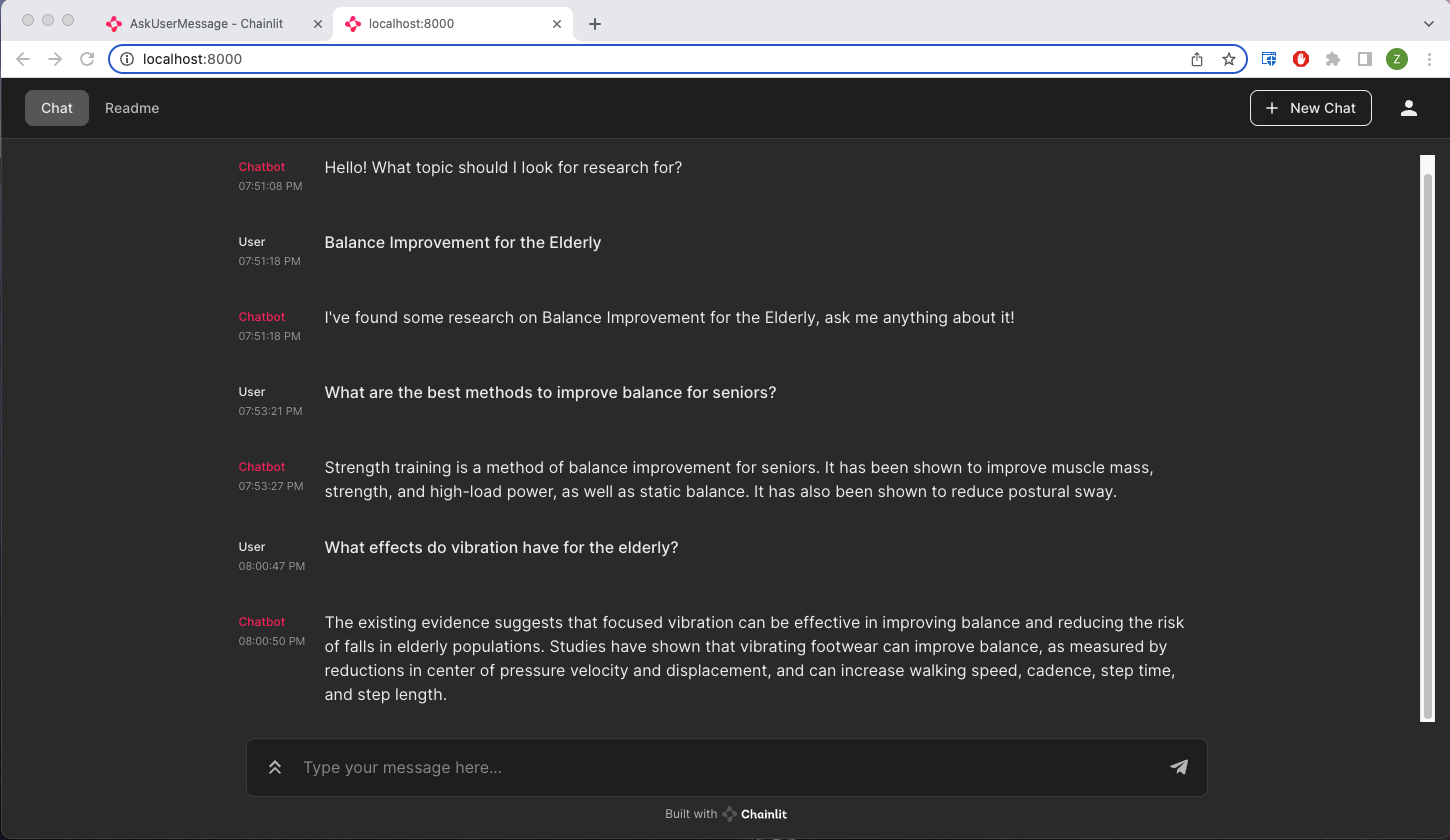 AskUserMessage - Chainlit
localhost:8000
localhost:8000
Z
Chat
Readme
New Chat
Chatbot
Hello! What topic should I look for research for?
07:51:08 PM
User
Balance Improvement for the Elderly
07:51:18 PM
Chatbot
I've found some research on Balance Improvement for the Elderly, ask me anything about it!
07:51:18 PM
User
What are the best methods to improve balance for seniors?
07:53:21 PM
Chatbot
Strength training is a method of balance improvement for seniors. It has been shown to improve muscle mass,
07:53:27 PM
strength, and high-load power, as well as static balance. It has also been shown to reduce postural sway.
User
What effects do vibration have for the elderly?
08:00:47 PM
Chatbot
The existing evidence suggests that focused vibration can be effective in improving balance and reducing the risk
08:00:50 PM
of falls in elderly populations. Studies have shown that vibrating footwear can improve balance, as measured by
reductions in center of pressure velocity and displacement, and can increase walking speed, cadence, step time,
and step length.
Type your message here...
Built with Chainlit